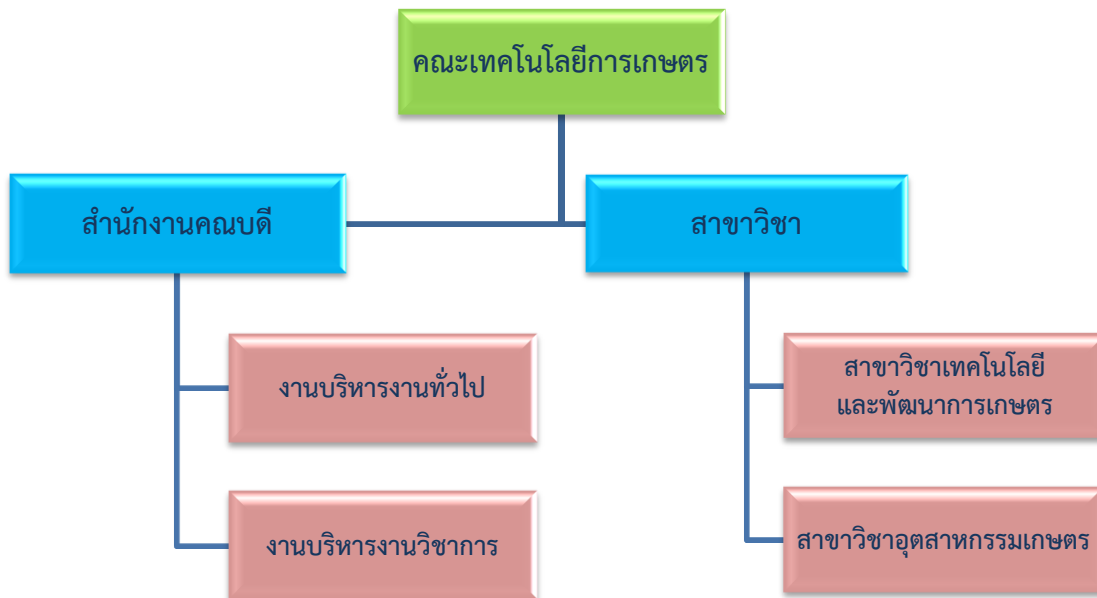 คณะเทคโนโลยีการเกษตร
สำนักงานคณบดี
สาขาวิชา
งานบริหารงานทั่วไป
สาขาวิชาเทคโนโลยี
และพัฒนาการเกษตร
งานบริหารงานวิชาการ
สาขาวิชาอุตสาหกรรมเกษตร